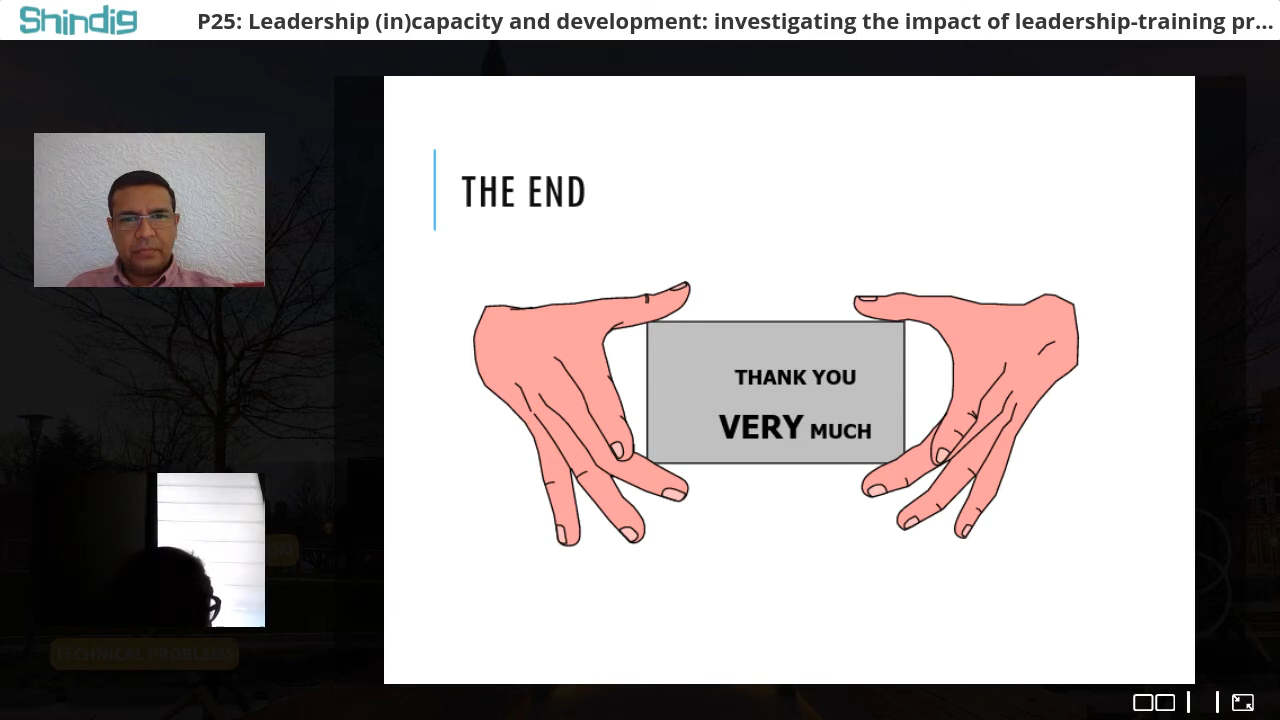 Shindig
P25: Leadership (in)capacity and development: investigating the impact of leadership-training pr...
THE END
THANK YOU
VERY MUCH
TECHNICAL PROBLEMS